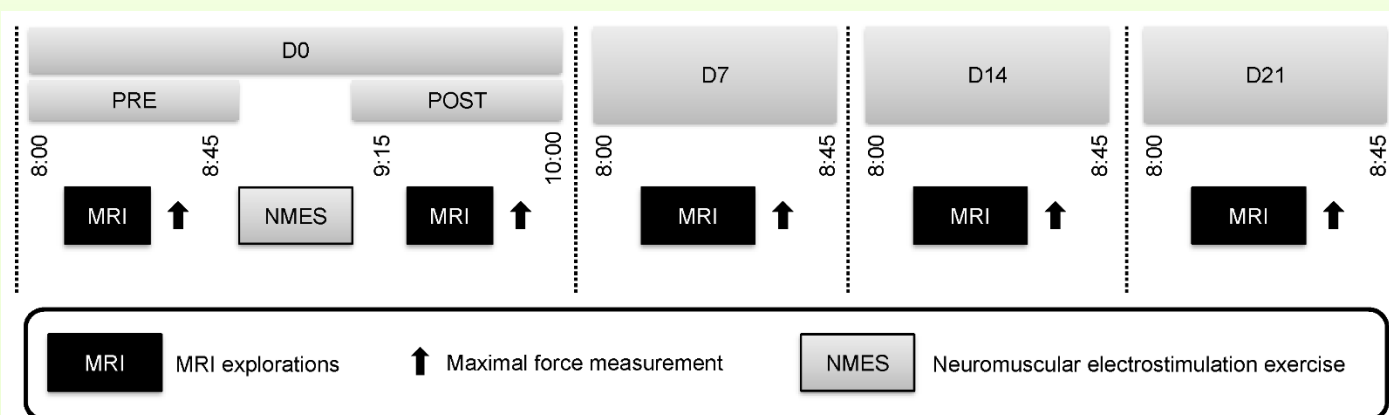 D0
D7
D14
D21
PRE
POST
8:00
8:45
9:15
10:00
8:00
8:45
8:00
8:45
8:00
8:45
MRI
NMES
MRI
MRI
MRI
MRI
MRI
MRI explorations
Maximal force measurement
NMES
Neuromuscular electrostimulation exercise